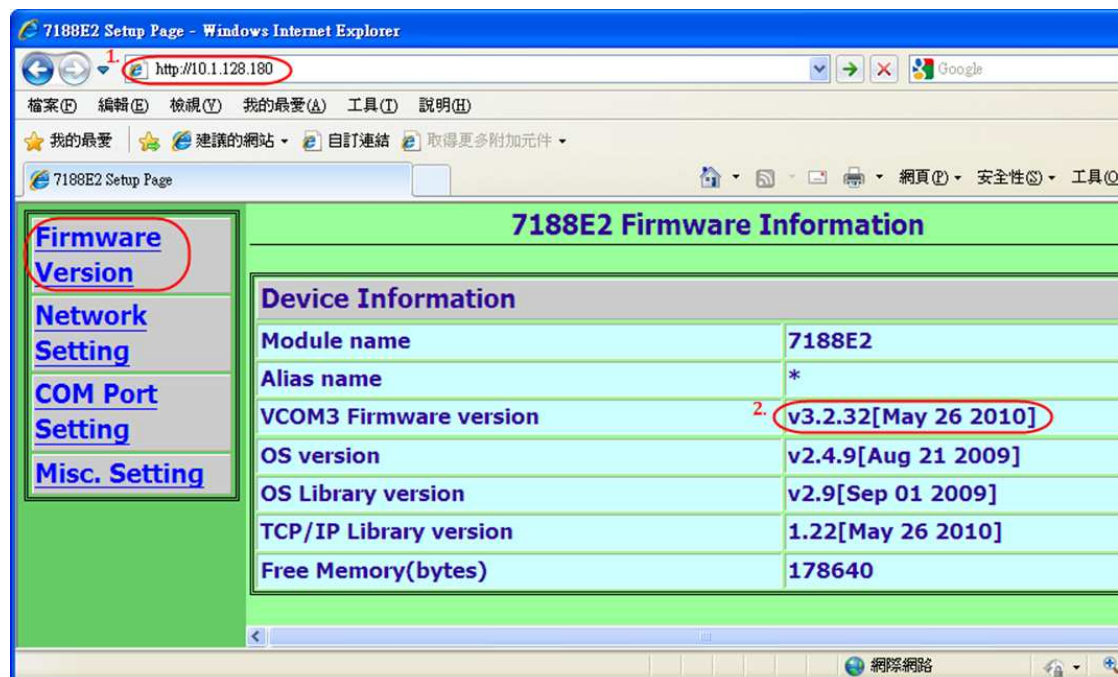 7188E2 Setup Page - Windows Internet Explorer
1. http://10.1.128.180 Google
檔案(F) 編輯(E) 檢視(V) 我的最愛(A) 工具(T) 說明(H)
我的最愛 建議的網站 自訂連結 取得更多附加元件
7188E2 Setup Page 網頁(P) 安全性(S) 工具(O
Firmware
Version
Network
Setting
COM Port
Setting
Misc. Setting
7188E2 Firmware Information
Device Information
Module name 7188E2
Alias name *
VCOM3 Firmware version 2. v3.2.32[May 26 2010]
OS version v2.4.9[Aug 21 2009]
OS Library version v2.9[Sep 01 2009]
TCP/IP Library version 1.22[May 26 2010]
Free Memory(bytes) 178640
網際網路